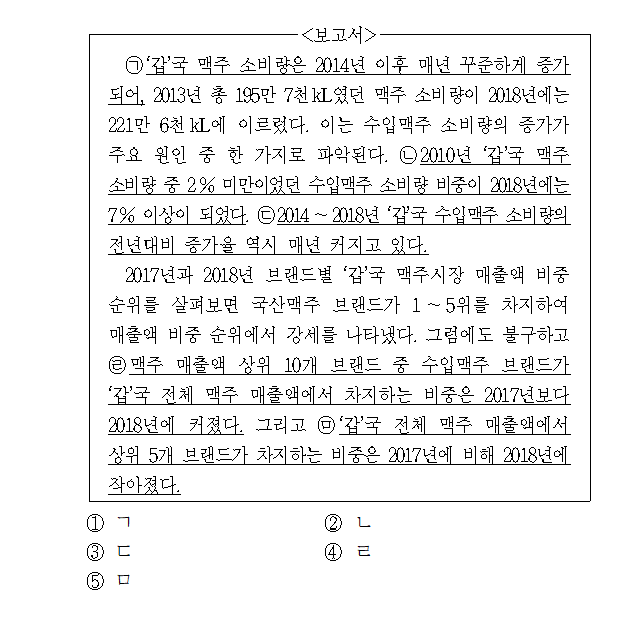 <보고서>
㉠‘갑’국 맥주 소비량은 2014년 이후 매년 꾸준하게 증가
되어, 2013년 총 195만 7천 kL였던 맥주 소비량이 2018년에는
221만 6천 kL에 이르렀다. 이는 수입맥주 소비량의 증가가
주요 원인 중 한 가지로 파악된다. ㉡2010년 ‘갑’국 맥주
소비량 중 2% 미만이었던 수입맥주 소비량 비중이 2018년에는
7% 이상이 되었다. ㉢2014~2018년 ‘갑’국 수입맥주 소비량의
전년대비 증가율 역시 매년 커지고 있다.
2017년과 2018년 브랜드별 ‘갑’국 맥주시장 매출액 비중
순위를 살펴보면 국산맥주 브랜드가 1~5위를 차지하여
매출액 비중 순위에서 강세를 나타냈다. 그럼에도 불구하고
㉣맥주 매출액 상위 10개 브랜드 중 수입맥주 브랜드가
‘갑’국 전체 맥주 매출액에서 차지하는 비중은 2017년보다
2018년에 커졌다. 그리고 ㉤‘갑’국 전체 맥주 매출액에서
상위 5개 브랜드가 차지하는 비중은 2017년에 비해 2018년에
작아졌다.
① ㄱ ② ㄴ
③ ㄷ ④ ㄹ
⑤ ㅁ